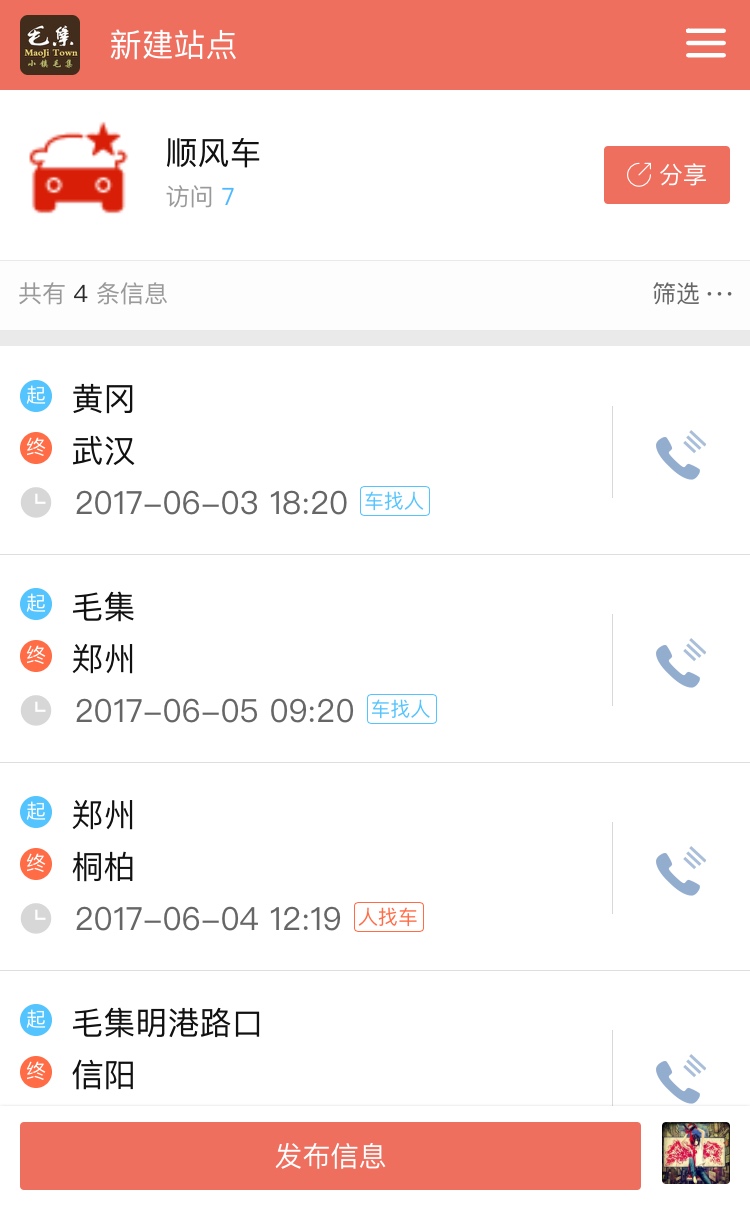 毛集
MaoJi Town
小镇毛集
新建站点
顺风车
访问 7
分享
共有 4 条信息
筛选 ···
起 黄冈
终 武汉
2017-06-03 18:20 车找人
起 毛集
终 郑州
2017-06-05 09:20 车找人
起 郑州
终 桐柏
2017-06-04 12:19 人找车
起 毛集明港路口
终 信阳
发布信息